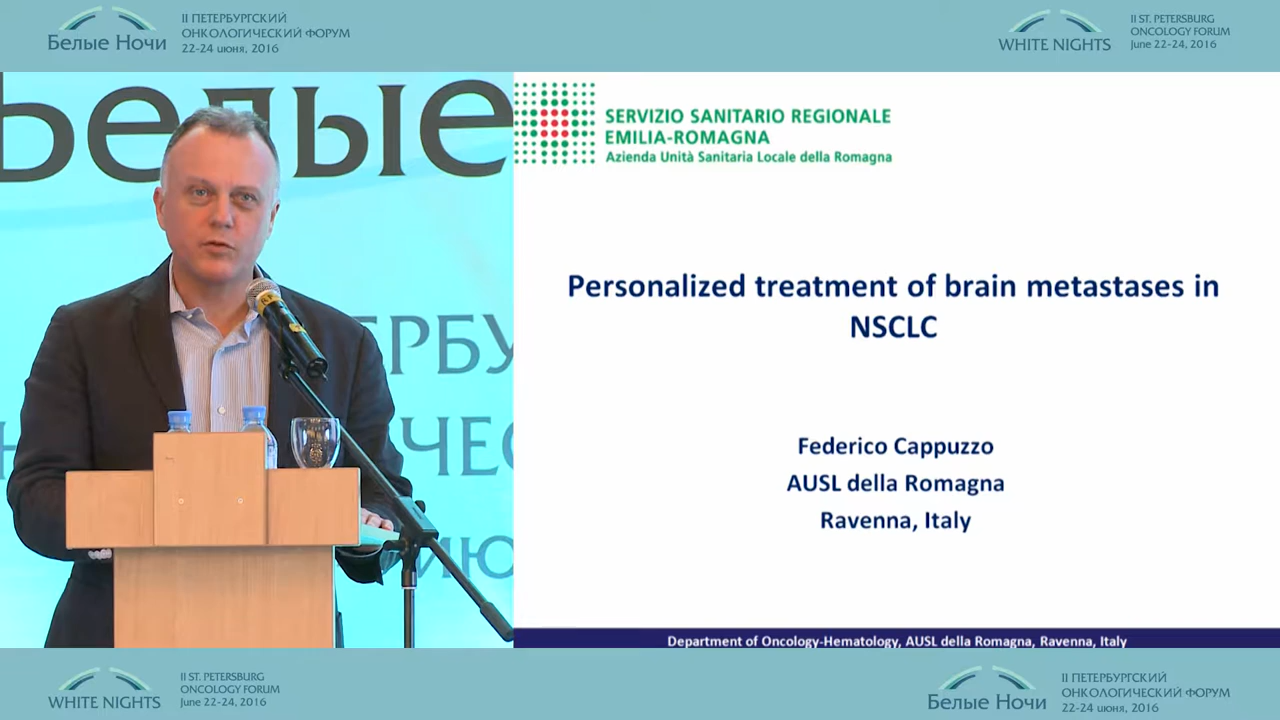 Белые Ночи
II ПЕТЕРБУРГСКИЙ
ОНКОЛОГИЧЕСКИЙ ФОРУМ
22-24 июня, 2016
WHITE NIGHTS
II ST. PETERSBURG
ONCOLOGY FORUM
June 22-24, 2016
Белые
ЕРБУ
ЧЕС
ИЮ
SERVIZIO SANITARIO REGIONALE
EMILIA-ROMAGNA
Azienda Unità Sanitaria Locale della Romagna
Personalized treatment of brain metastases in
NSCLC
Federico Cappuzzo
AUSL della Romagna
Ravenna, Italy
Department of Oncology-Hematology, AUSL della Romagna, Ravenna, Italy
WHITE NIGHTS
II ST. PETERSBURG
ONCOLOGY FORUM
June 22-24, 2016
Белые Ночи
II ПЕТЕРБУРГСКИЙ
ОНКОЛОГИЧЕСКИЙ ФОРУМ
22-24 июня, 2016